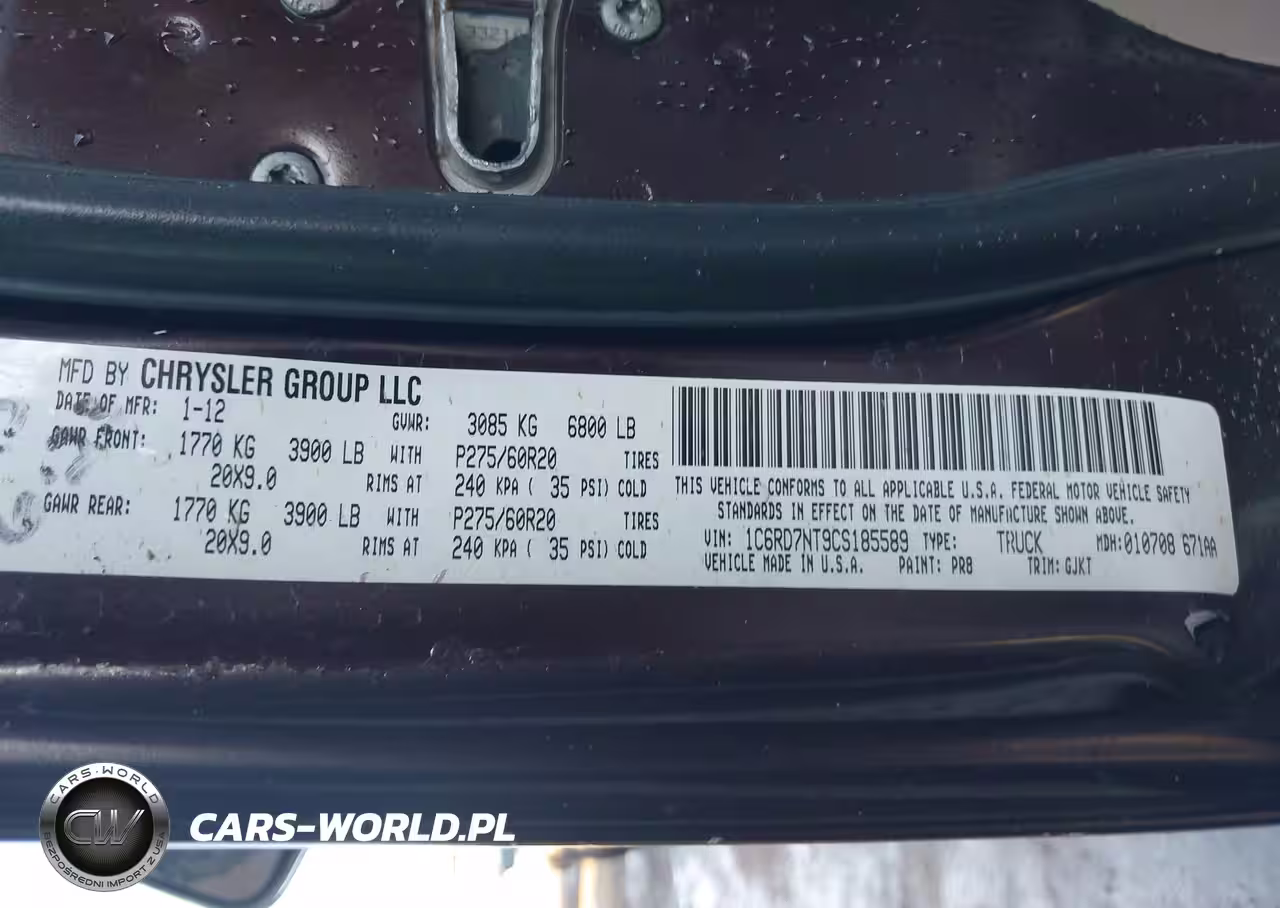 3321
MFD BY CHRYSLER GROUP LLC
DATE OF MFR: 1-12 GVWR: 3085 KG 6800 LB
GAWR FRONT: 1770 KG 3900 LB WITH P275/60R20 TIRES
20X9.0 RIMS AT 240 KPA ( 35 PSI) COLD
GAWR REAR: 1770 KG 3900 LB WITH P275/60R20 TIRES
20X9.0 RIMS AT 240 KPA ( 35 PSI) COLD
THIS VEHICLE CONFORMS TO ALL APPLICABLE U.S.A. FEDERAL MOTOR VEHICLE SAFETY
STANDARDS IN EFFECT ON THE DATE OF MANUFACTURE SHOWN ABOVE.
VIN: 1C6RD7NT9CS185589 TYPE: TRUCK MDH:010708 671AA
VEHICLE MADE IN U.S.A. PAINT: PR8 TRIM: GJKT
CARS-WORLD
CW
BEZPOŚREDNI IMPORT Z USA
CARS-WORLD.PL